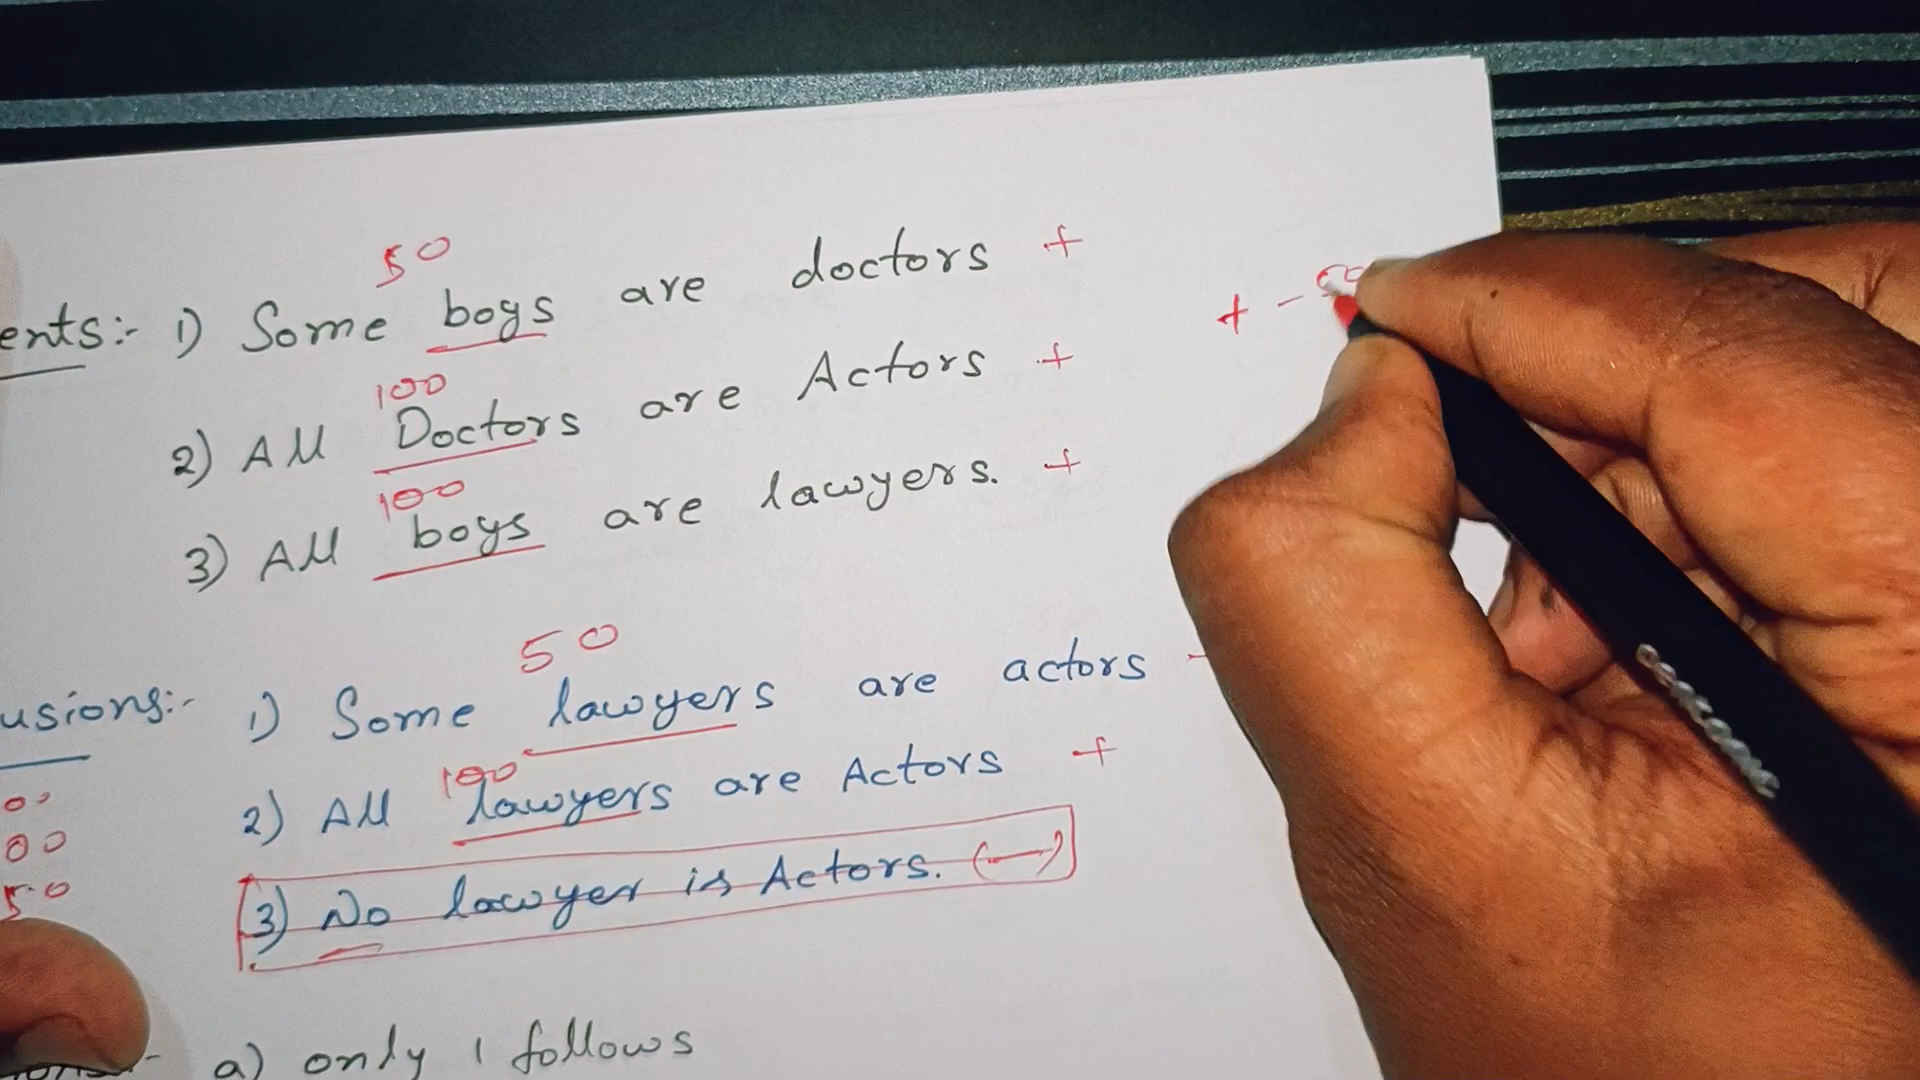 50
ents:- 1) Some boys are doctors +
+ -
100
2) All Doctors are Actors +
100
3) All boys are lawyers. +
50
usions:- 1) Some lawyers are actors
100
2) All lawyers are Actors +
00
50
3) No lawyer is Actors. (—)
a) only 1 follows